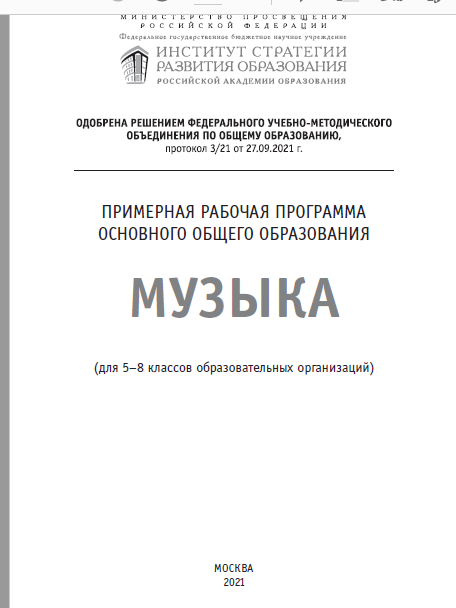 МИНИСТЕРСТВО ПРОСВЕЩЕНИЯ
РОССИЙСКОЙ ФЕДЕРАЦИИ
Федеральное государственное бюджетное научное учреждение
ИНСТИТУТ СТРАТЕГИИ
РАЗВИТИЯ ОБРАЗОВАНИЯ
РОССИЙСКОЙ АКАДЕМИИ ОБРАЗОВАНИЯ
ОДОБРЕНА РЕШЕНИЕМ ФЕДЕРАЛЬНОГО УЧЕБНО-МЕТОДИЧЕСКОГО
ОБЪЕДИНЕНИЯ ПО ОБЩЕМУ ОБРАЗОВАНИЮ,
протокол 3/21 от 27.09.2021 г.
ПРИМЕРНАЯ РАБОЧАЯ ПРОГРАММА
ОСНОВНОГО ОБЩЕГО ОБРАЗОВАНИЯ
МУЗЫКА
(для 5–8 классов образовательных организаций)
МОСКВА
2021